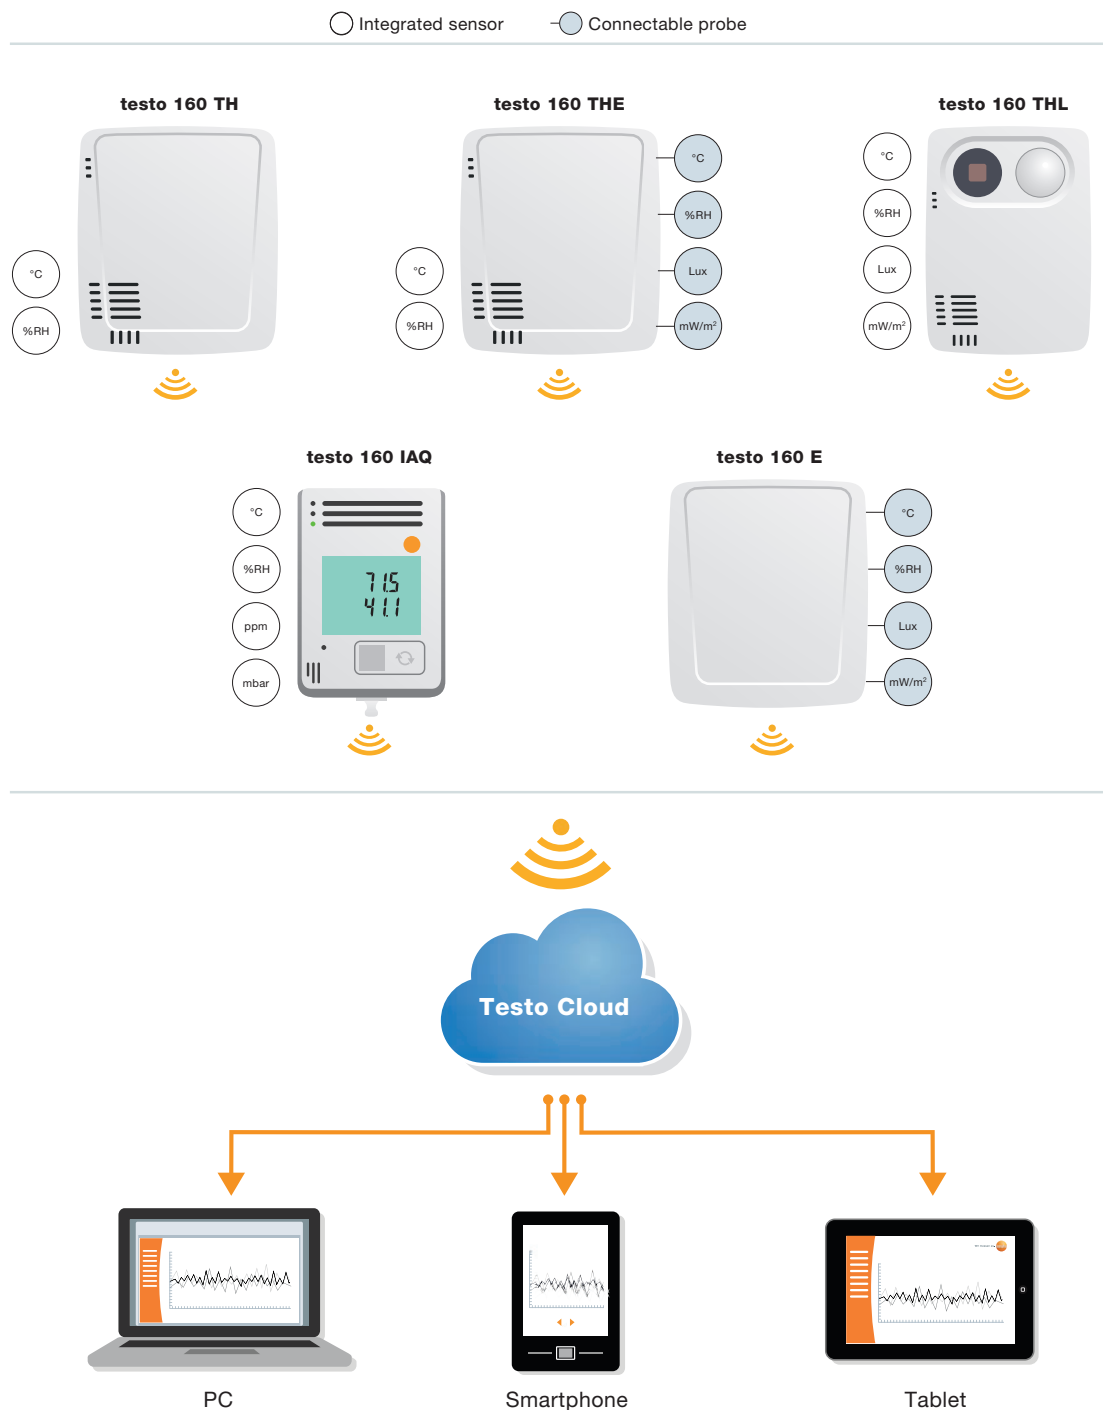 Integrated sensor
Connectable probe
testo 160 TH
°C
%RH
testo 160 THE
°C
%RH
°C
%RH
Lux
mW/m²
testo 160 THL
°C
%RH
Lux
mW/m²
testo 160 IAQ
°C
%RH
ppm
mbar
71.5
41.1
testo 160 E
°C
%RH
Lux
mW/m²
Testo Cloud
PC
Smartphone
Tablet